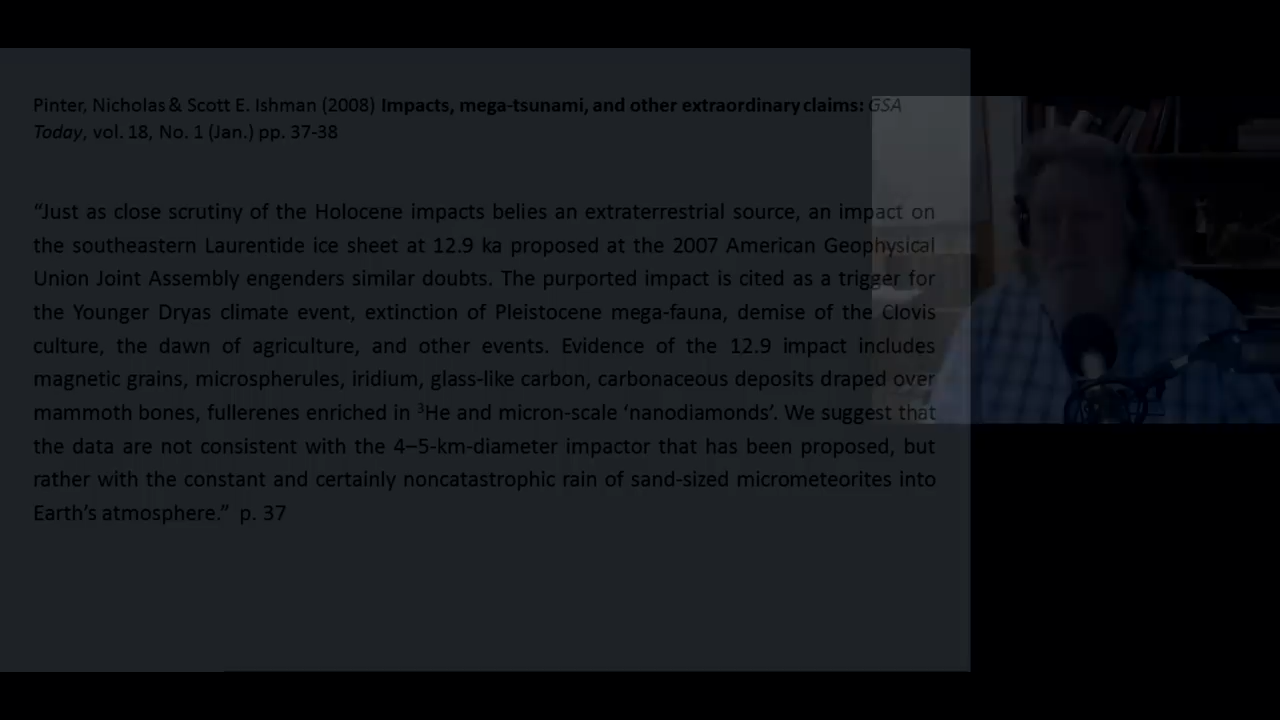 Pinter, Nicholas & Scott E. Ishman (2008) Impacts, mega-tsunami, and other extraordinary claims: GSA
Today, vol. 18, No. 1 (Jan.) pp. 37-38
“Just as close scrutiny of the Holocene impacts belies an extraterrestrial source, an impact on
the southeastern Laurentide ice sheet at 12.9 ka proposed at the 2007 American Geophysical
Union Joint Assembly engenders similar doubts. The purported impact is cited as a trigger for
the Younger Dryas climate event, extinction of Pleistocene mega-fauna, demise of the Clovis
culture, the dawn of agriculture, and other events. Evidence of the 12.9 impact includes
magnetic grains, microspherules, iridium, glass-like carbon, carbonaceous deposits draped over
mammoth bones, fullerenes enriched in ³He and micron-scale ‘nanodiamonds’. We suggest that
the data are not consistent with the 4–5-km-diameter impactor that has been proposed, but
rather with the constant and certainly noncatastrophic rain of sand-sized micrometeorites into
Earth’s atmosphere.” p. 37